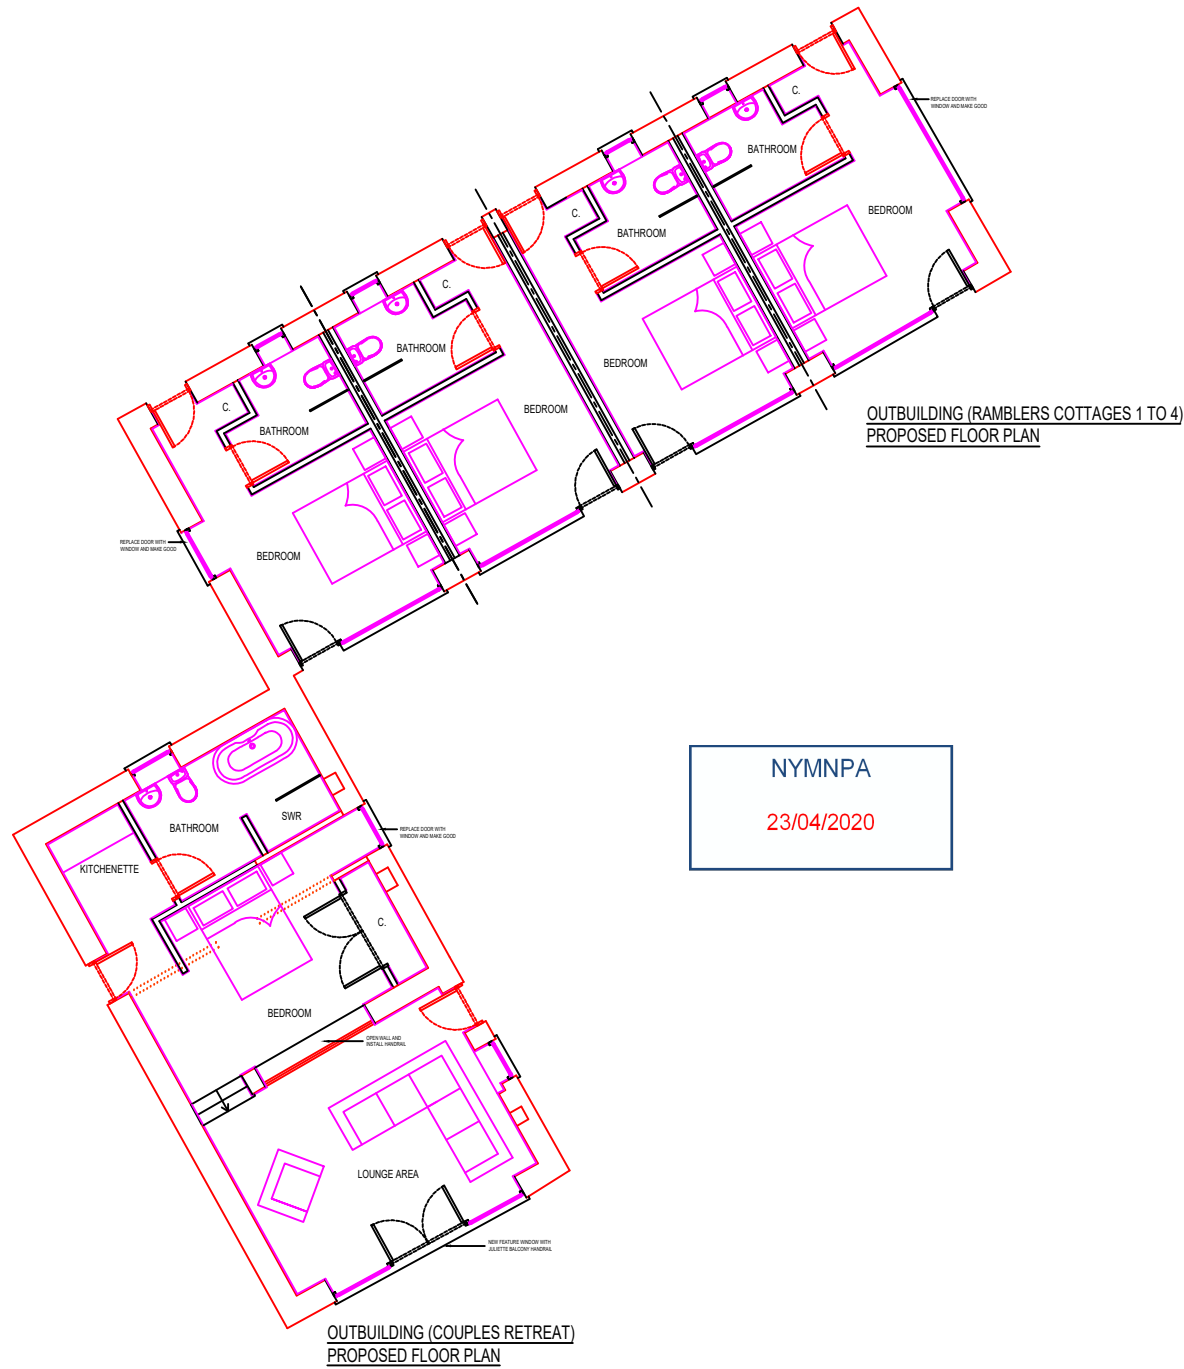 C.
REPLACE DOOR WITH
WINDOW AND MAKE GOOD
BATHROOM
BEDROOM
C.
BATHROOM
BEDROOM
C.
BATHROOM
BEDROOM
C.
BATHROOM
BEDROOM
REPLACE DOOR WITH
WINDOW AND MAKE GOOD
OUTBUILDING (RAMBLERS COTTAGES 1 TO 4)
PROPOSED FLOOR PLAN
NYMNPA
23/04/2020
SWR
BATHROOM
REPLACE DOOR WITH
WINDOW AND MAKE GOOD
KITCHENETTE
C.
BEDROOM
OPEN WALL AND
INSTALL HANDRAIL
LOUNGE AREA
NEW FEATURE WINDOW WITH
JULIETTE BALCONY HANDRAIL
OUTBUILDING (COUPLES RETREAT)
PROPOSED FLOOR PLAN